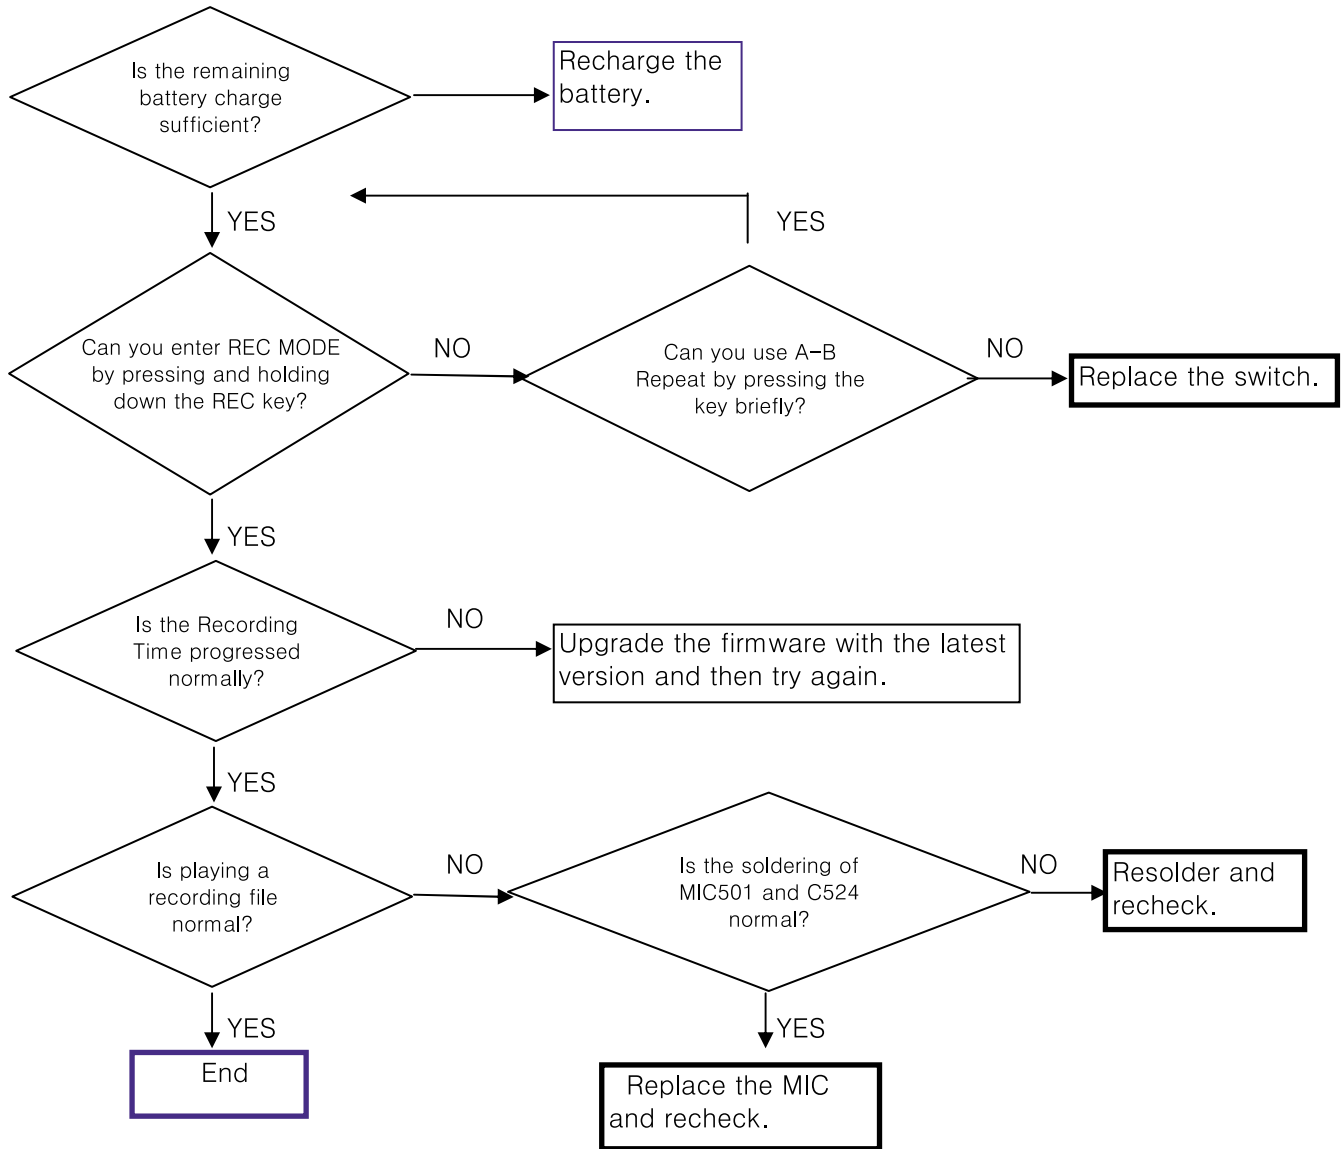 Is the remaining
battery charge
sufficient?
Recharge the
battery.
YES
YES
Can you enter REC MODE
by pressing and holding
down the REC key?
NO
Can you use A-B
Repeat by pressing the
key briefly?
NO
Replace the switch.
YES
Is the Recording
Time progressed
normally?
NO
Upgrade the firmware with the latest
version and then try again.
YES
Is playing a
recording file
normal?
NO
Is the soldering of
MIC501 and C524
normal?
NO
Resolder and
recheck.
YES
YES
End
Replace the MIC
and recheck.